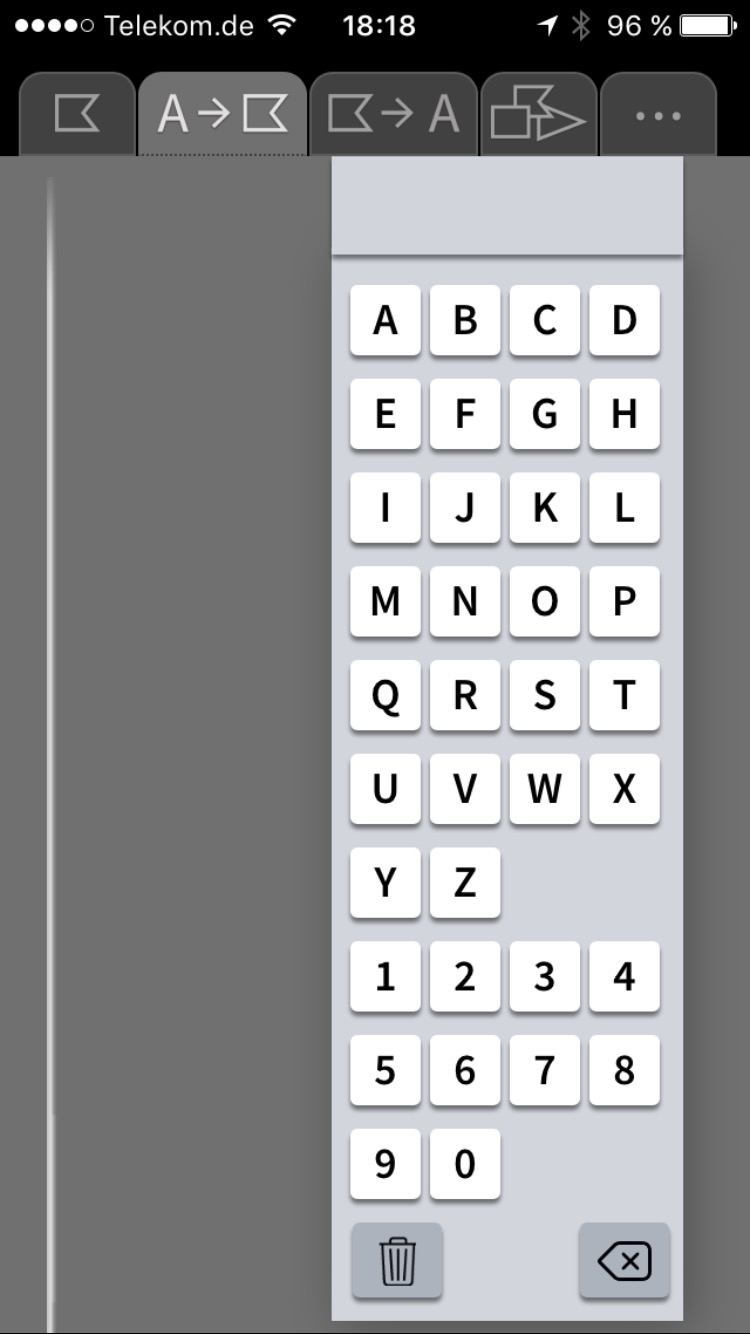 Telekom.de 18:18 96 %
A → → A ...
A B C D
E F G H
I J K L
M N O P
Q R S T
U V W X
Y Z
1 2 3 4
5 6 7 8
9 0